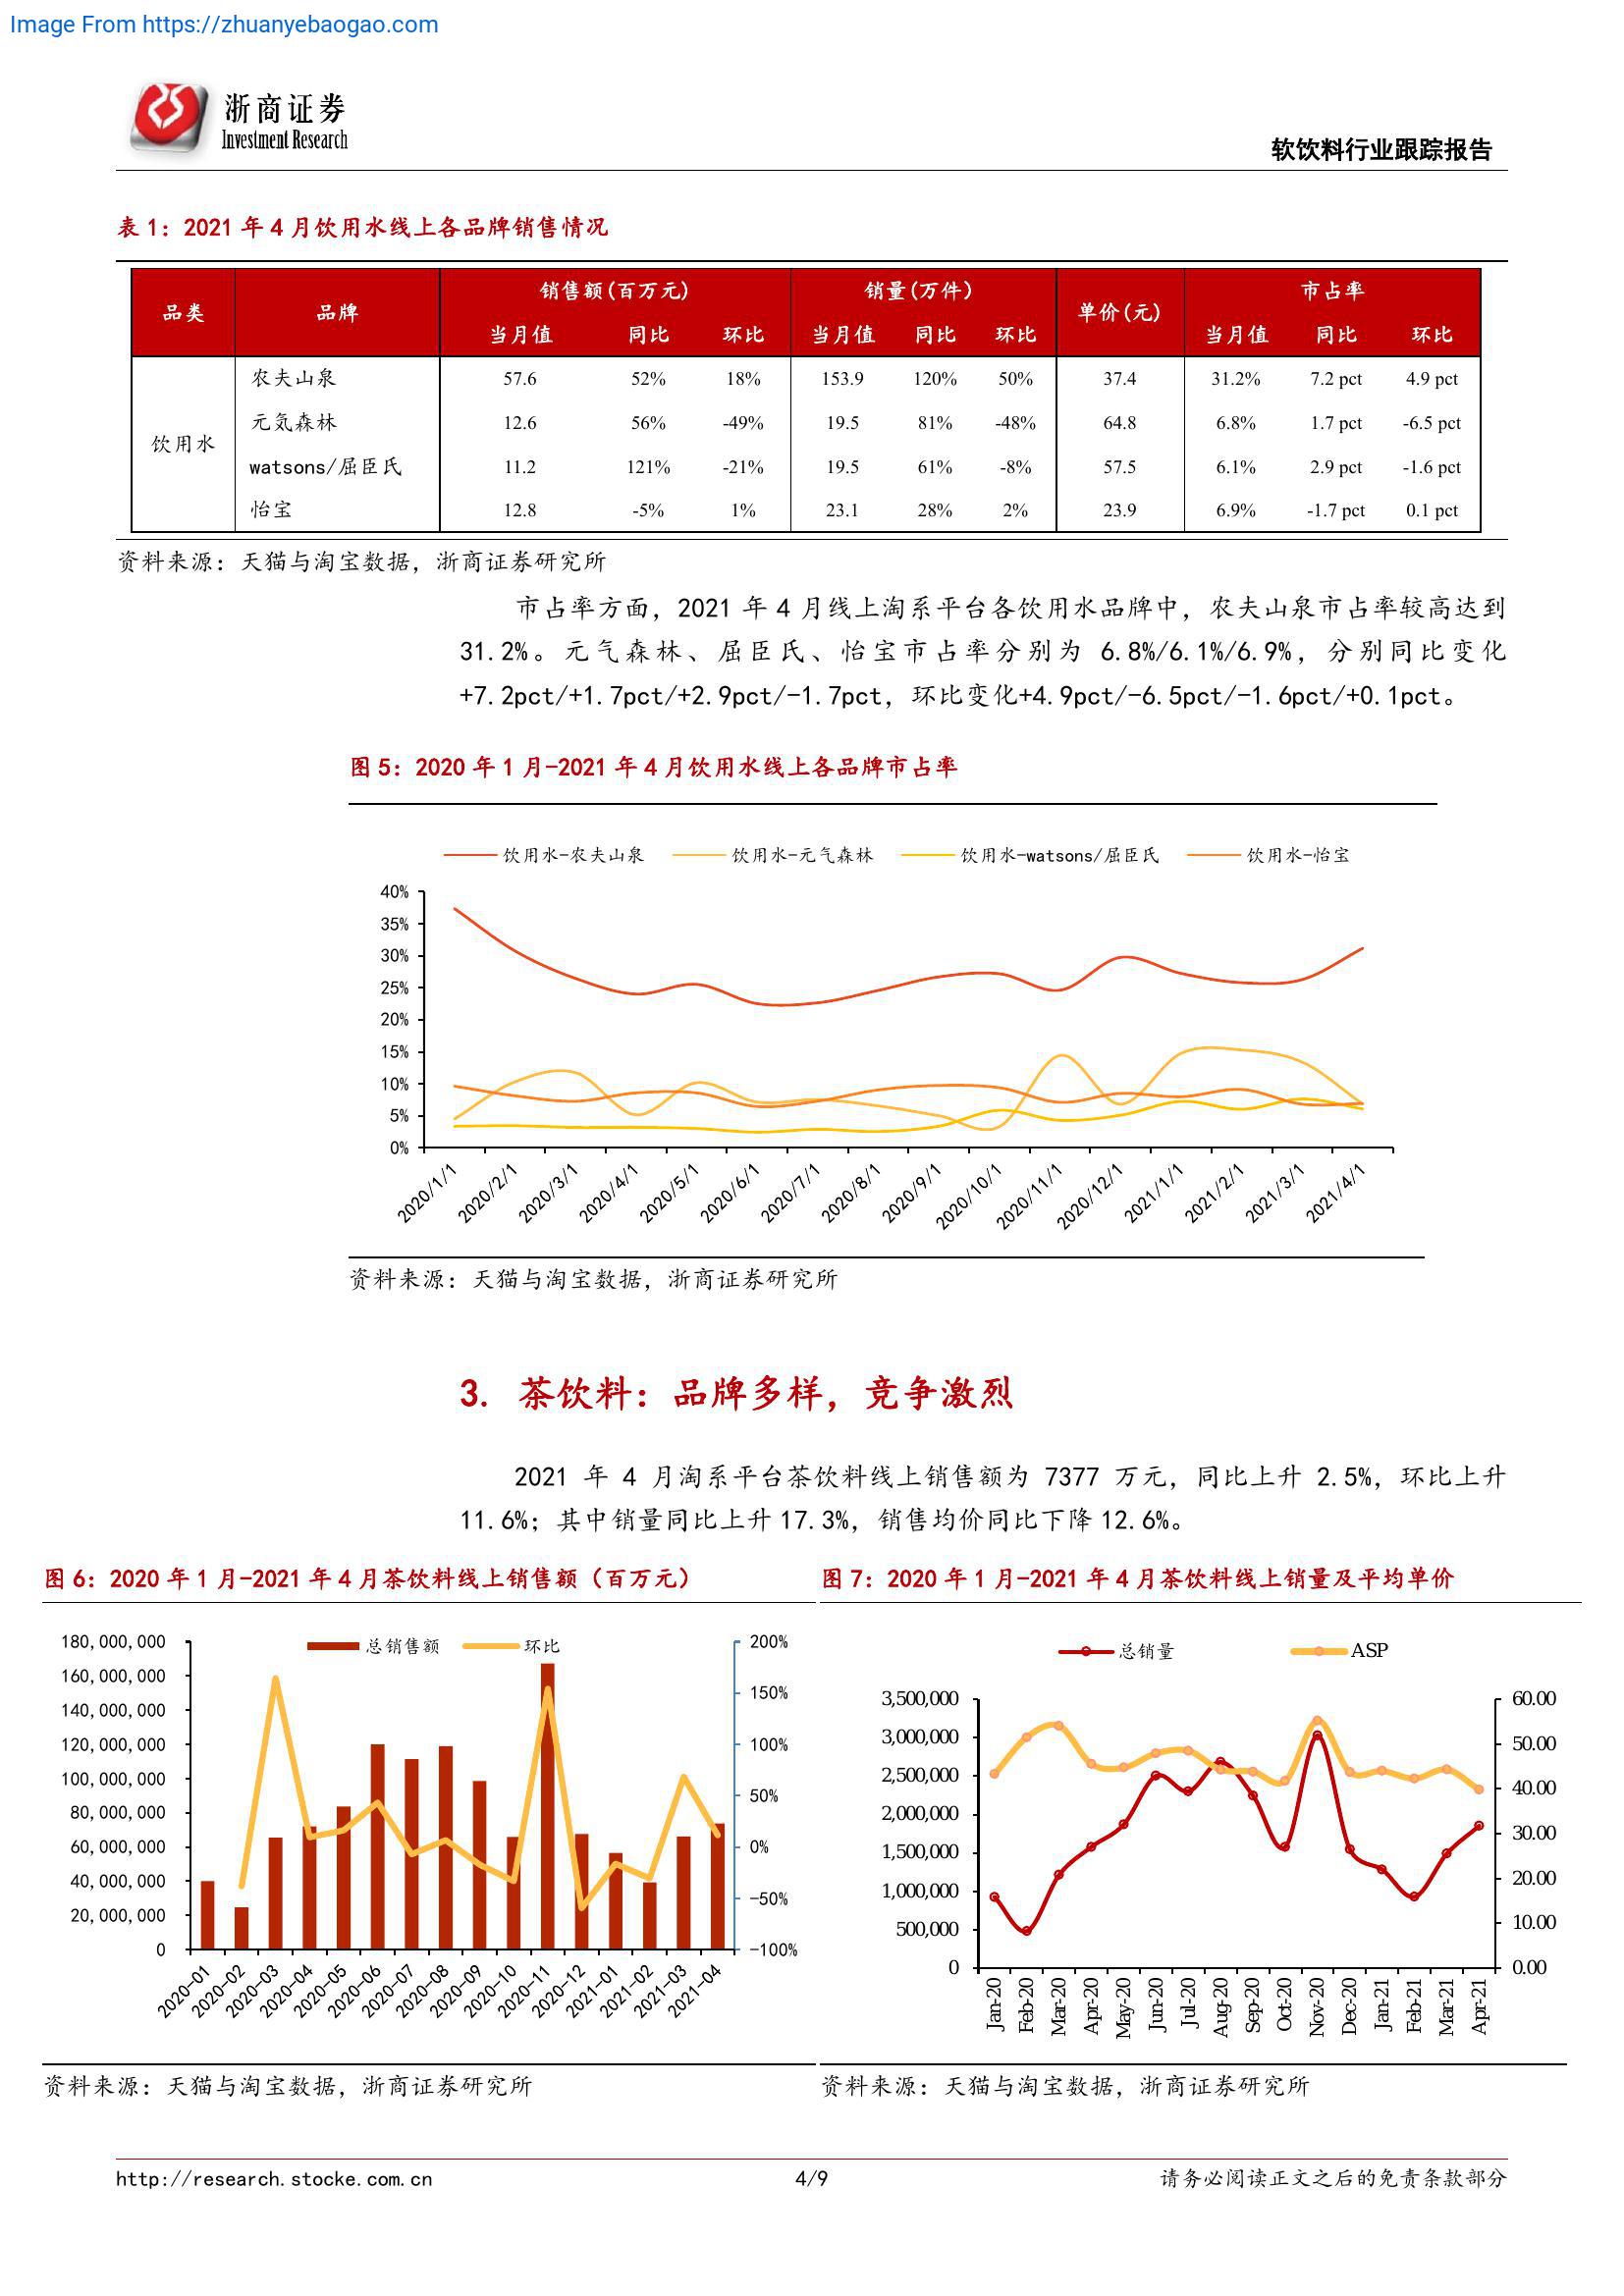 Image From https://zhuanyebaogao.com
浙商证券
Investment Research
软饮料行业跟踪报告
表 1：2021 年 4 月饮用水线上各品牌销售情况
品类 品牌 销售额(百万元) 销量(万件) 单价(元) 市占率
当月值 同比 环比 当月值 同比 环比 当月值 同比 环比
饮用水
农夫山泉 57.6 52% 18% 153.9 120% 50% 37.4 31.2% 7.2 pct 4.9 pct
元気森林 12.6 56% -49% 19.5 81% -48% 64.8 6.8% 1.7 pct -6.5 pct
watsons/屈臣氏 11.2 121% -21% 19.5 61% -8% 57.5 6.1% 2.9 pct -1.6 pct
怡宝 12.8 -5% 1% 23.1 28% 2% 23.9 6.9% -1.7 pct 0.1 pct
资料来源：天猫与淘宝数据，浙商证券研究所
市占率方面，2021 年 4 月线上淘系平台各饮用水品牌中，农夫山泉市占率较高达到
31.2%。元气森林、屈臣氏、怡宝市占率分别为 6.8%/6.1%/6.9%，分别同比变化
+7.2pct/+1.7pct/+2.9pct/-1.7pct，环比变化+4.9pct/-6.5pct/-1.6pct/+0.1pct。
图 5：2020 年 1 月-2021 年 4 月饮用水线上各品牌市占率
饮用水-农夫山泉 饮用水-元气森林 饮用水-watsons/屈臣氏 饮用水-怡宝
40%
35%
30%
25%
20%
15%
10%
5%
0%
2020/1/1 2020/2/1 2020/3/1 2020/4/1 2020/5/1 2020/6/1 2020/7/1 2020/8/1 2020/9/1 2020/10/1 2020/11/1 2020/12/1 2021/1/1 2021/2/1 2021/3/1 2021/4/1
资料来源：天猫与淘宝数据，浙商证券研究所
3. 茶饮料：品牌多样，竞争激烈
2021 年 4 月淘系平台茶饮料线上销售额为 7377 万元，同比上升 2.5%，环比上升
11.6%；其中销量同比上升 17.3%，销售均价同比下降 12.6%。
图 6：2020 年 1 月-2021 年 4 月茶饮料线上销售额（百万元）
总销售额 环比
180,000,000 200%
160,000,000
140,000,000 150%
120,000,000 100%
100,000,000
80,000,000 50%
60,000,000 0%
40,000,000
20,000,000 -50%
0 -100%
2020-01 2020-02 2020-03 2020-04 2020-05 2020-06 2020-07 2020-08 2020-09 2020-10 2020-11 2020-12 2021-01 2021-02 2021-03 2021-04
资料来源：天猫与淘宝数据，浙商证券研究所
图 7：2020 年 1 月-2021 年 4 月茶饮料线上销量及平均单价
总销量 ASP
3,500,000 60.00
3,000,000 50.00
2,500,000 40.00
2,000,000
1,500,000 30.00
1,000,000 20.00
500,000 10.00
0 0.00
Jan-20 Feb-20 Mar-20 Apr-20 May-20 Jun-20 Jul-20 Aug-20 Sep-20 Oct-20 Nov-20 Dec-20 Jan-21 Feb-21 Mar-21 Apr-21
资料来源：天猫与淘宝数据，浙商证券研究所
http://research.stocke.com.cn 4/9 请务必阅读正文之后的免责条款部分